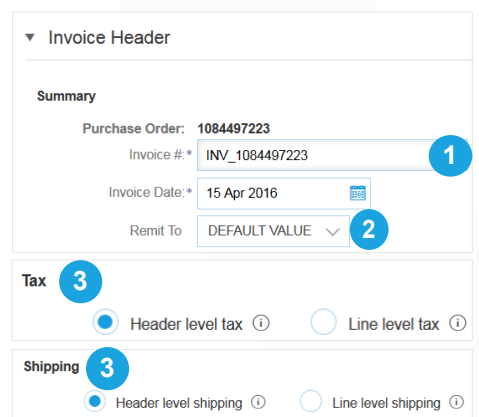 ▼ Invoice Header
Summary
Purchase Order: 1084497223
Invoice #:* INV_1084497223 1
Invoice Date:* 15 Apr 2016
Remit To DEFAULT VALUE 2
Tax 3
Header level tax i Line level tax i
Shipping 3
Header level shipping i Line level shipping i